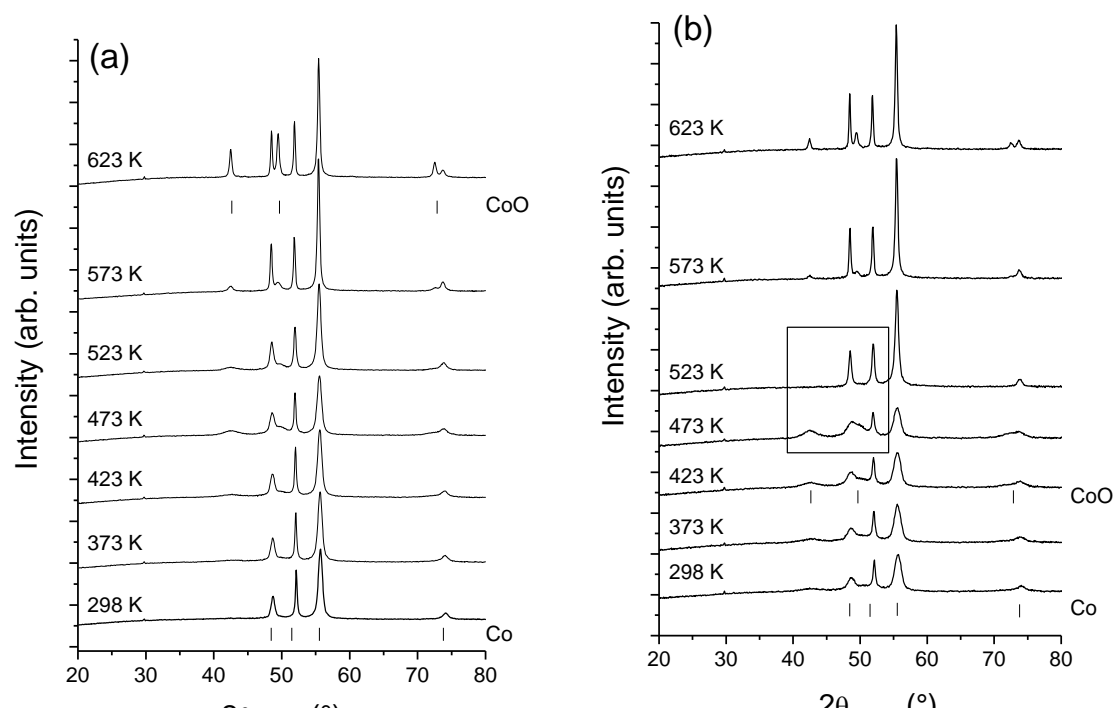 (a)
Intensity (arb. units)
623 K
CoO
573 K
523 K
473 K
423 K
373 K
298 K
Co
20 30 40 50 60 70 80
(b)
Intensity (arb. units)
623 K
573 K
523 K
473 K
423 K
CoO
373 K
298 K
Co
20 30 40 50 60 70 80
2θ (°)